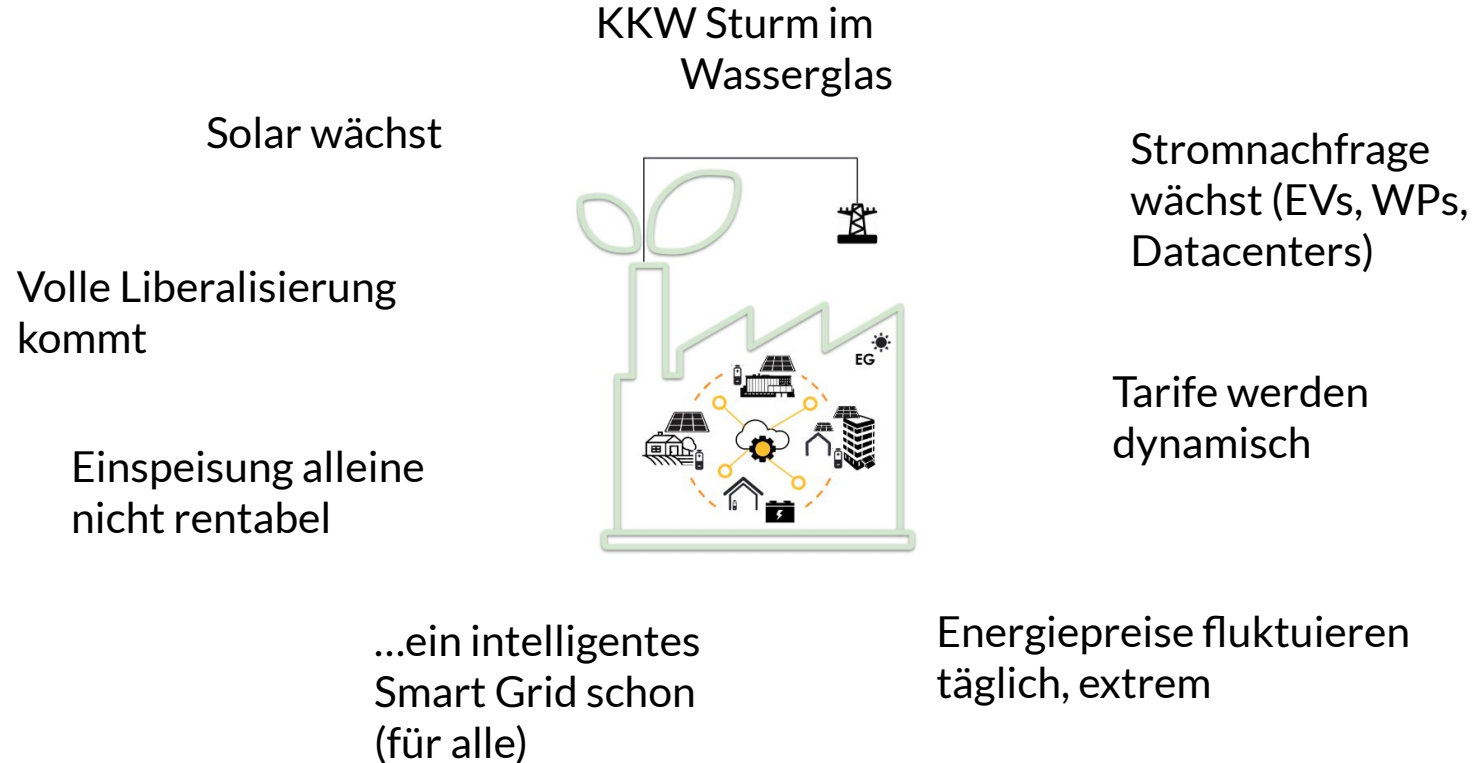 KKW Sturm im
Wasserglas
Solar wächst
Stromnachfrage
wächst (EVs, WPs,
Datacenters)
Volle Liberalisierung
kommt
EG
Tarife werden
dynamisch
Einspeisung alleine
nicht rentabel
...ein intelligentes
Smart Grid schon
(für alle)
Energiepreise fluktuieren
täglich, extrem